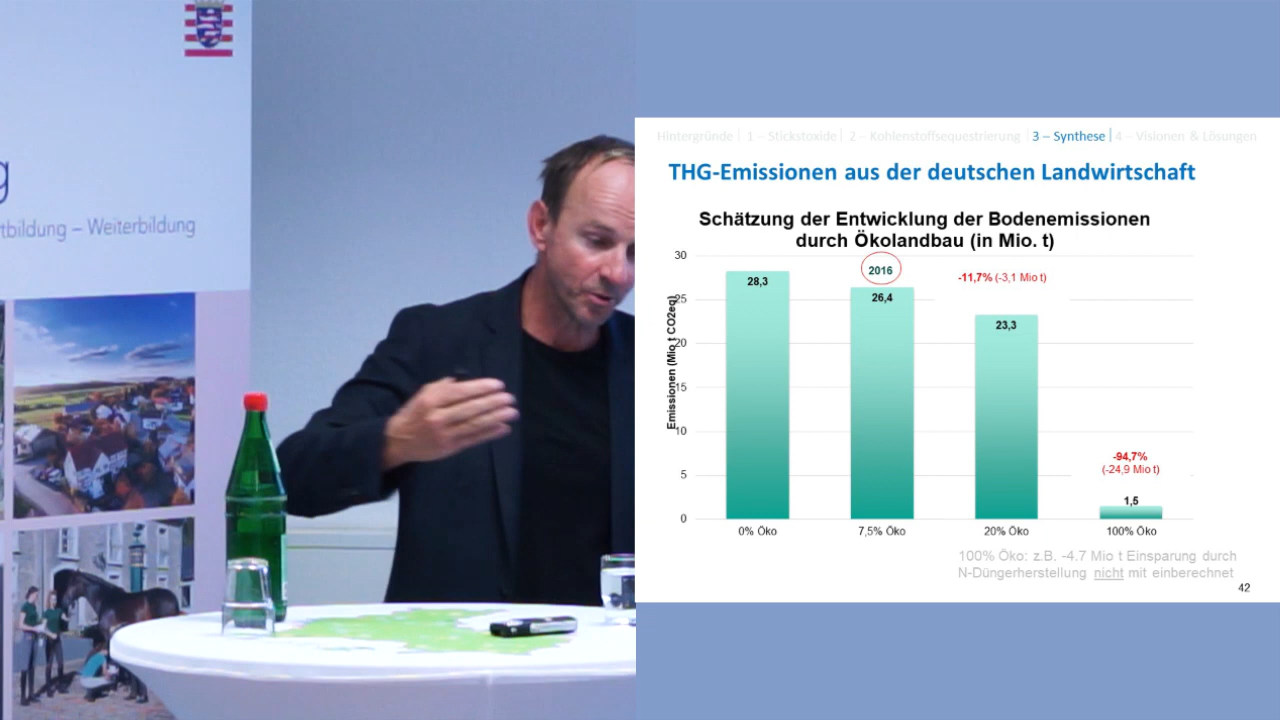 g
tbildung – Weiterbildung
Hintergründe | 1 – Stickstoxide | 2 – Kohlenstoffsequestrierung | 3 – Synthese | 4 – Visionen & Lösungen
THG-Emissionen aus der deutschen Landwirtschaft
Schätzung der Entwicklung der Bodenemissionen
durch Ökolandbau (in Mio. t)
Emissionen (Mio t CO2eq)
30
25
20
15
10
5
0
28,3
2016
26,4
-11,7% (-3,1 Mio t)
23,3
-94,7%
(-24,9 Mio t)
1,5
0% Öko
7,5% Öko
20% Öko
100% Öko
100% Öko: z.B. -4.7 Mio t Einsparung durch
N-Düngerherstellung nicht mit einberechnet
42